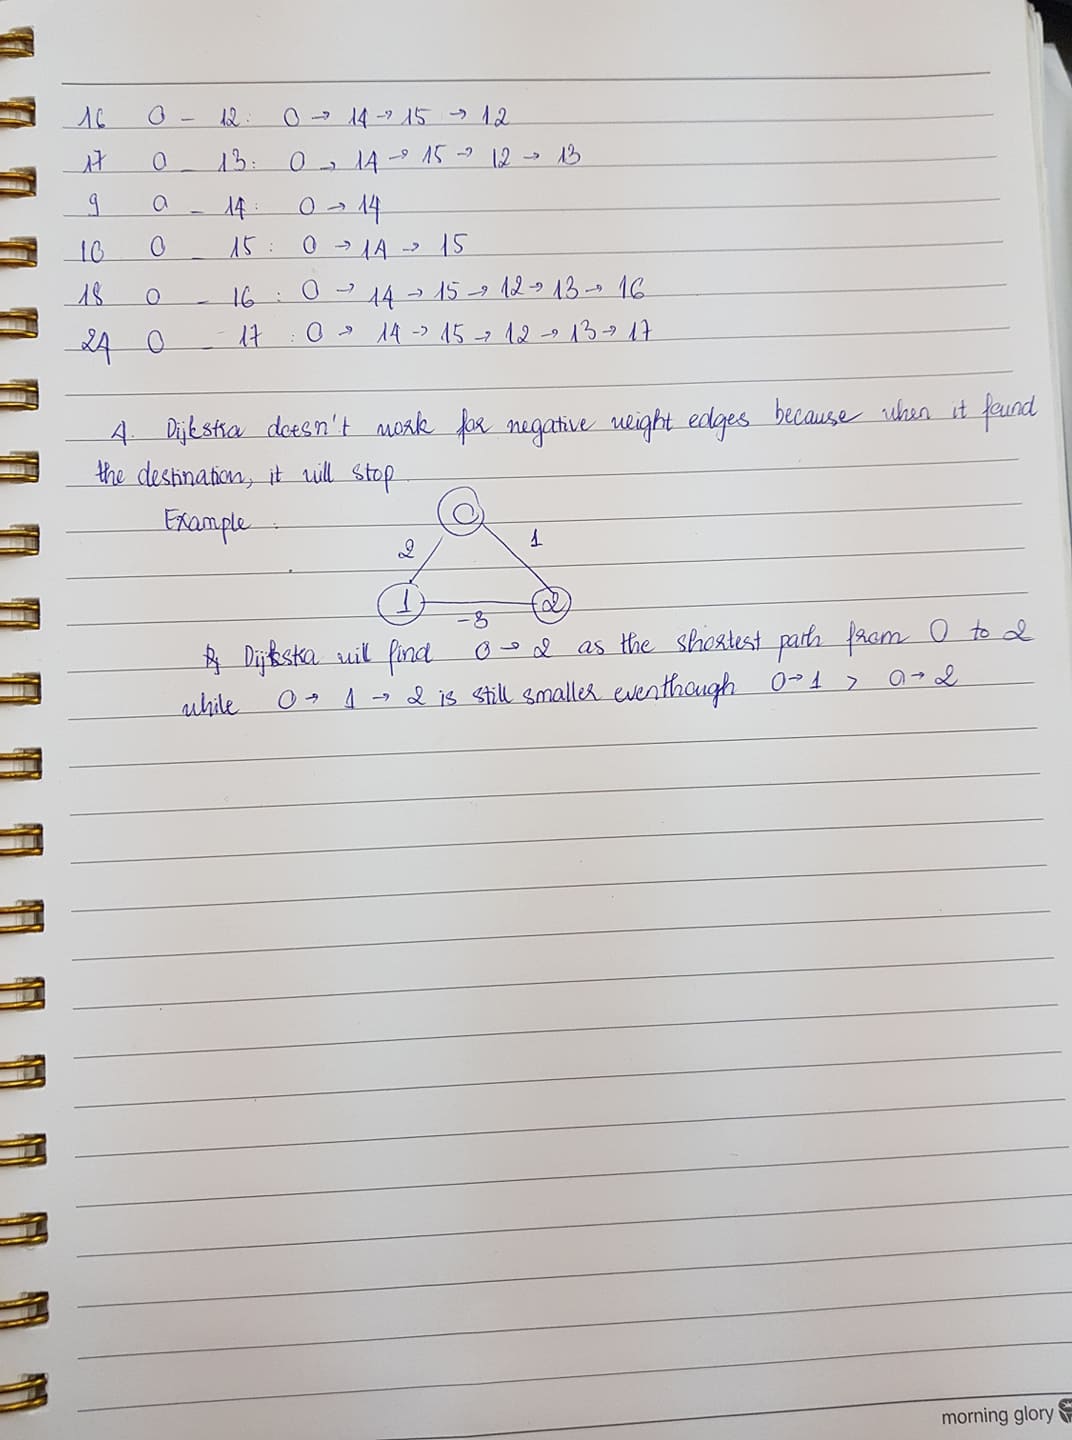 16 0 - 12: 0 → 14 → 15 → 12
17 0 - 13: 0 → 14 → 15 → 12 → 13
9 0 - 14: 0 → 14
10 0 - 15: 0 → 14 → 15
18 0 - 16: 0 → 14 → 15 → 12 → 13 → 16
24 0 - 17: 0 → 14 → 15 → 12 → 13 → 17
4. Dijkstra doesn't work for negative weight edges because when it found
the destination, it will stop.
Example:
0
2 1
1 2
-3
Dijkstra will find 0 → 2 as the shortest path from 0 to 2
while 0 → 1 → 2 is still smaller eventhough 0 → 1 > 0 → 2
morning glory